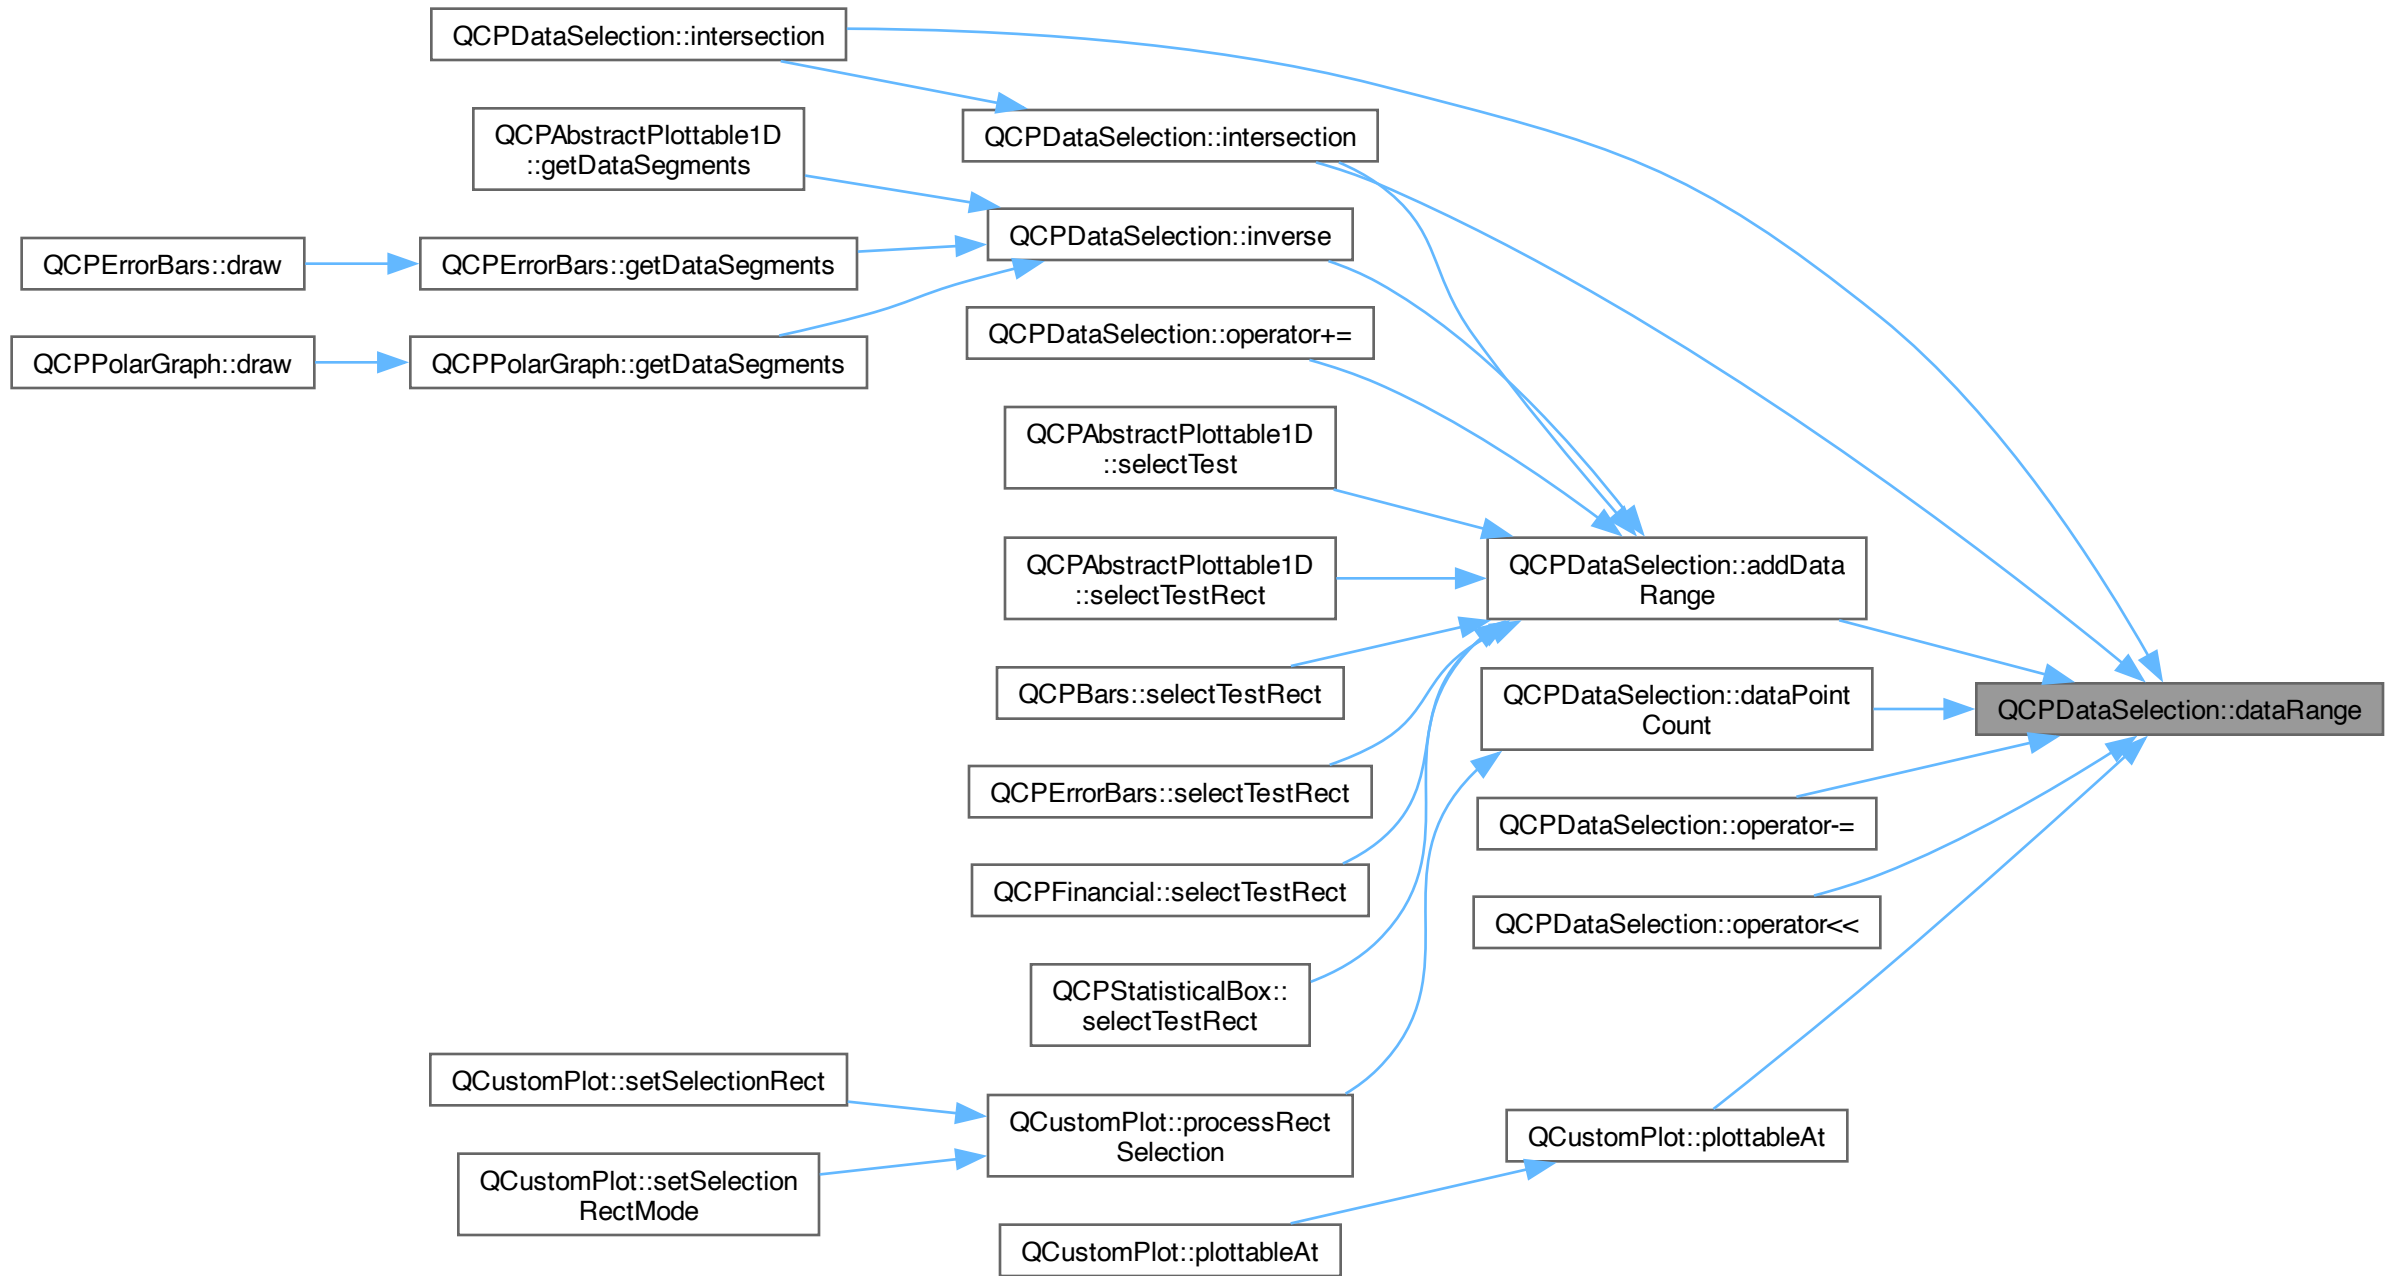 QCPDataSelection::intersection
QCPDataSelection::intersection
QCPAbstractPlottable1D
::getDataSegments
QCPDataSelection::inverse
QCPErrorBars::draw
QCPErrorBars::getDataSegments
QCPDataSelection::operator+=
QCPPolarGraph::draw
QCPPolarGraph::getDataSegments
QCPAbstractPlottable1D
::selectTest
QCPAbstractPlottable1D
::selectTestRect
QCPDataSelection::addData
Range
QCPBars::selectTestRect
QCPDataSelection::dataPoint
Count
QCPDataSelection::dataRange
QCPErrorBars::selectTestRect
QCPDataSelection::operator-=
QCPFinancial::selectTestRect
QCPDataSelection::operator<<
QCPStatisticalBox::
selectTestRect
QCustomPlot::setSelectionRect
QCustomPlot::processRect
Selection
QCustomPlot::plottableAt
QCustomPlot::setSelection
RectMode
QCustomPlot::plottableAt